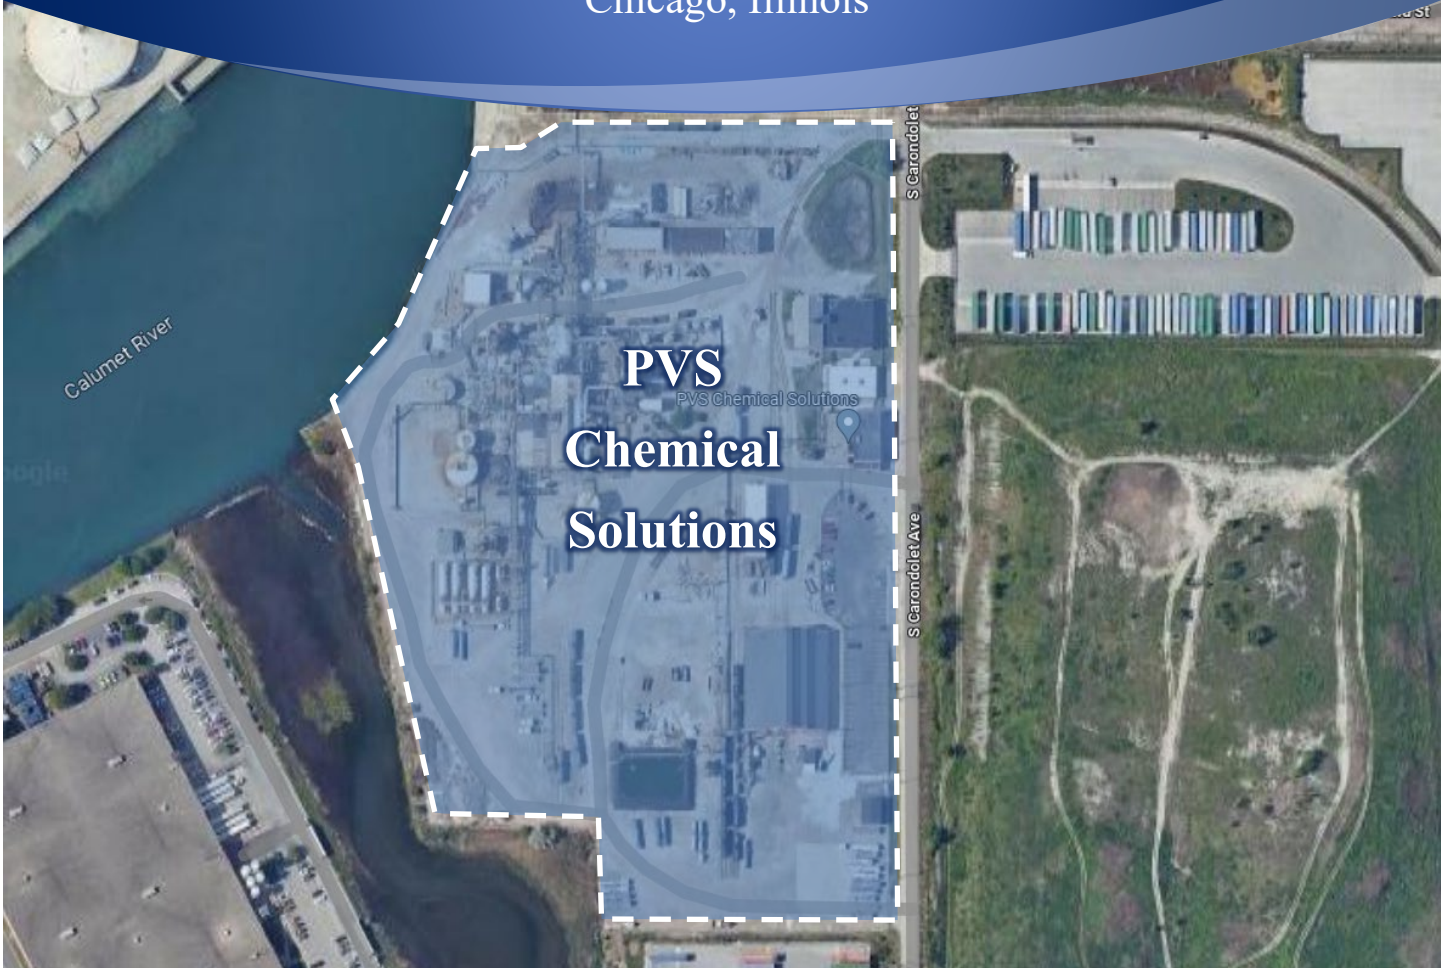 Chicago, Illinois
S Carondolet
Calumet River
PVS
PVS Chemical Solutions
Chemical
Solutions
S Carondolet Ave